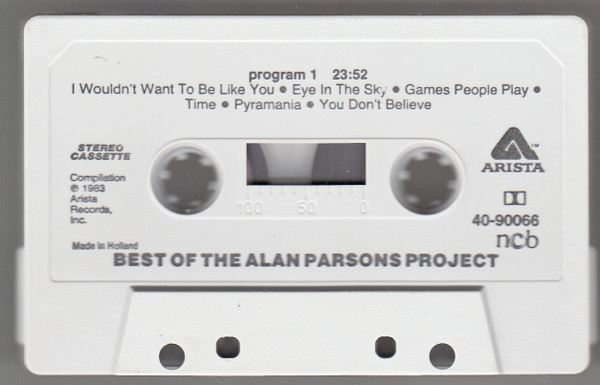 program 1 23:52
I Wouldn't Want To Be Like You • Eye In The Sky • Games People Play •
Time • Pyramania • You Don't Believe
STEREO
CASSETTE
Compilation
℗ 1983
Arista
Records,
Inc.
Made in Holland
100 50 0
ARISTA™
40-90066
ncb
BEST OF THE ALAN PARSONS PROJECT